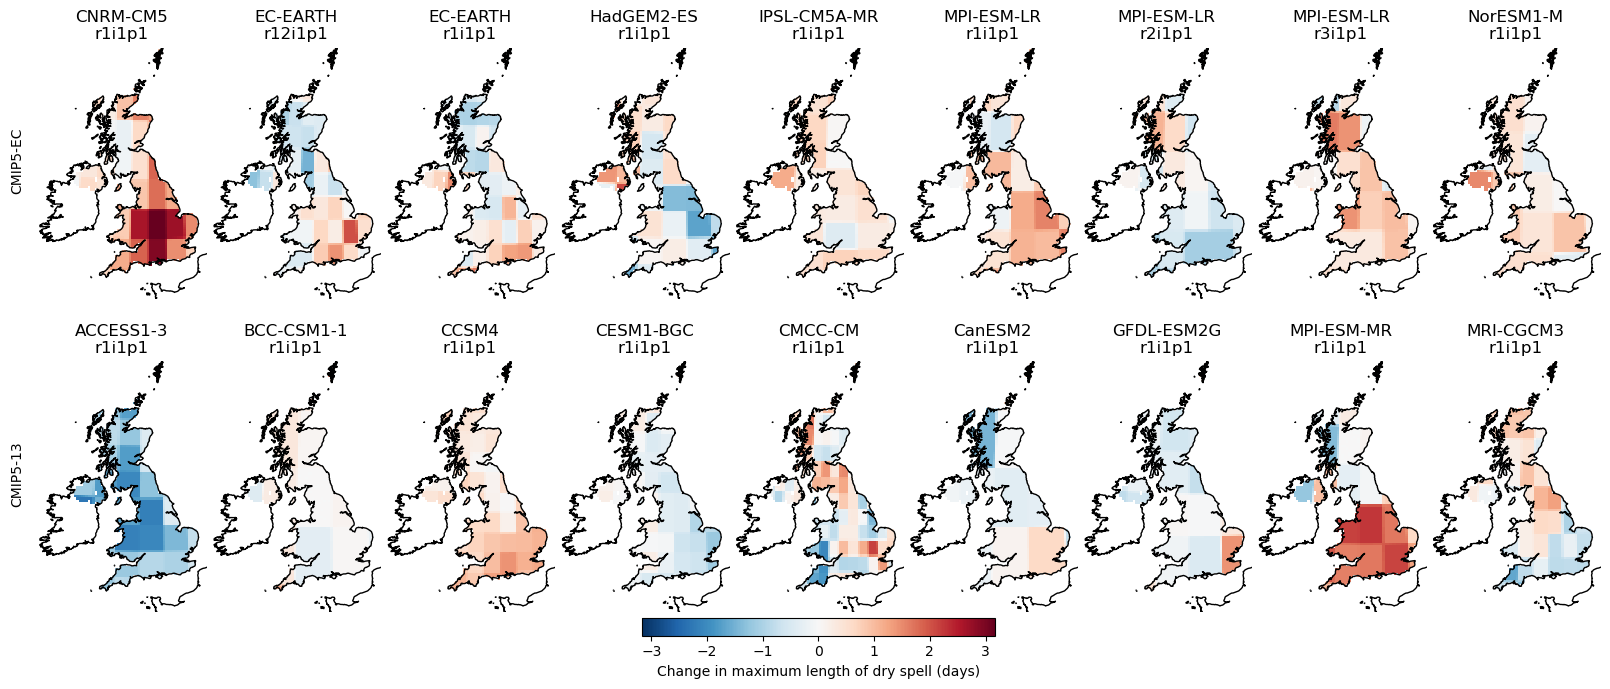 CNRM-CM5 EC-EARTH EC-EARTH HadGEM2-ES IPSL-CM5A-MR MPI-ESM-LR MPI-ESM-LR MPI-ESM-LR NorESM1-M
r1i1p1 r12i1p1 r1i1p1 r1i1p1 r1i1p1 r1i1p1 r2i1p1 r3i1p1 r1i1p1
CMIP5-EC
ACCESS1-3 BCC-CSM1-1 CCSM4 CESM1-BGC CMCC-CM CanESM2 GFDL-ESM2G MPI-ESM-MR MRI-CGCM3
r1i1p1 r1i1p1 r1i1p1 r1i1p1 r1i1p1 r1i1p1 r1i1p1 r1i1p1 r1i1p1
CMIP5-13
−3 −2 −1 0 1 2 3
Change in maximum length of dry spell (days)